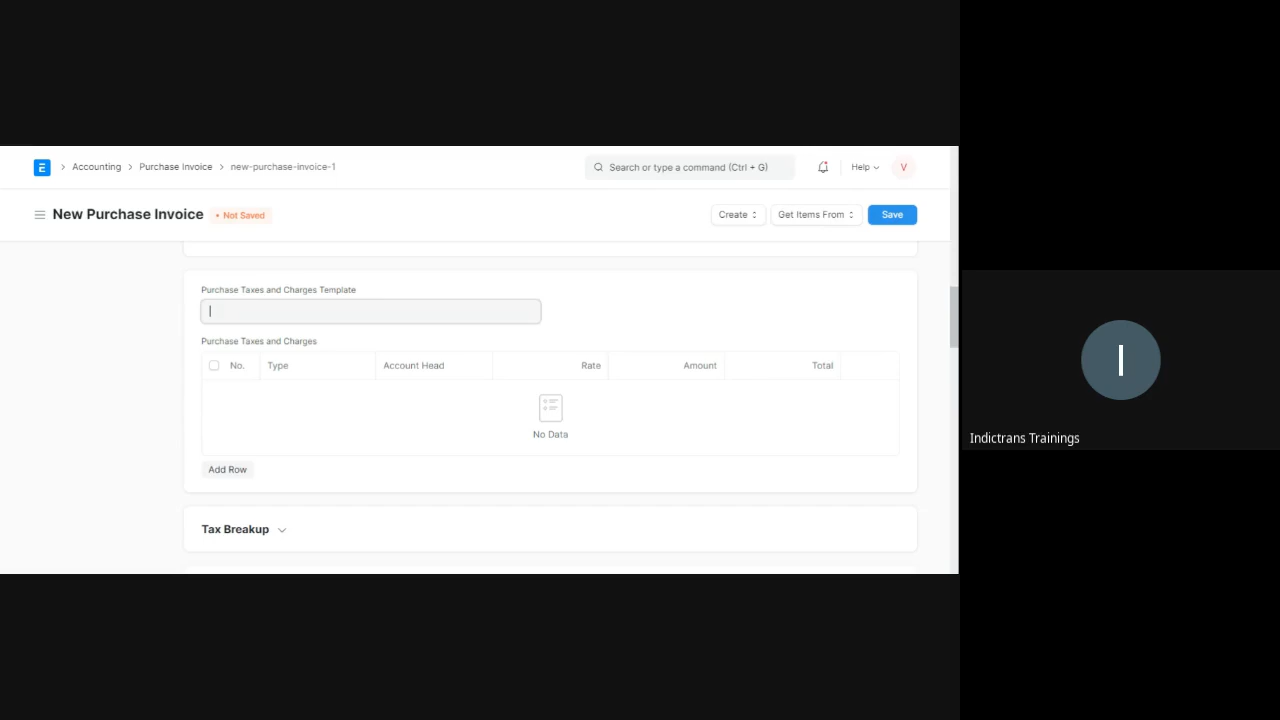 Accounting > Purchase Invoice > new-purchase-invoice-1
Search or type a command (Ctrl + G)
Help
V
New Purchase Invoice
• Not Saved
Create
Get Items From
Save
Purchase Taxes and Charges Template
Purchase Taxes and Charges
No. Type Account Head Rate Amount Total
No Data
Add Row
Tax Breakup
I
Indictrans Trainings